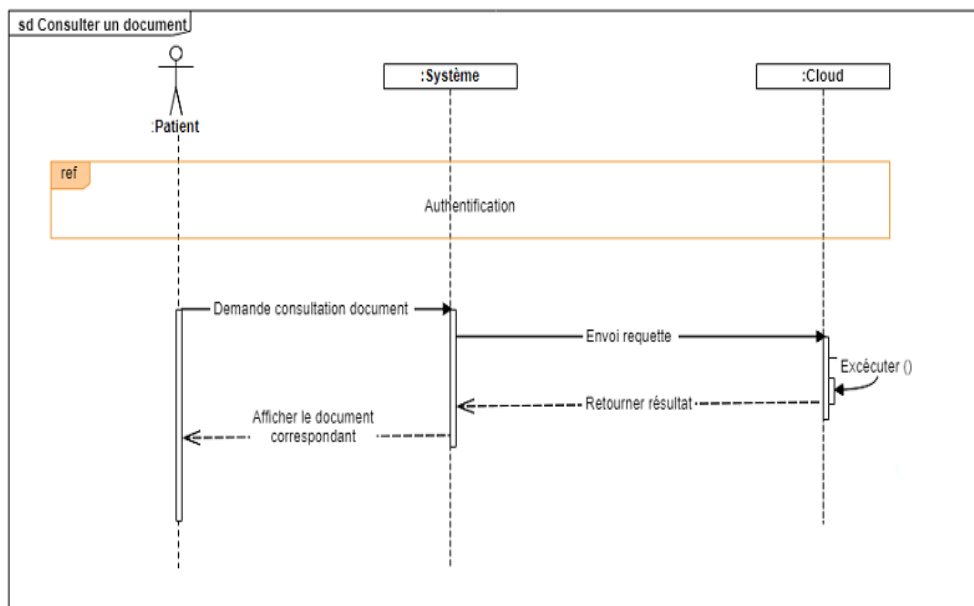 sd Consulter un document
:Système
:Cloud
:Patient
ref
Authentification
Demande consultation document
Envoi requette
Excécuter ()
Retourner résultat
Afficher le document
correspondant